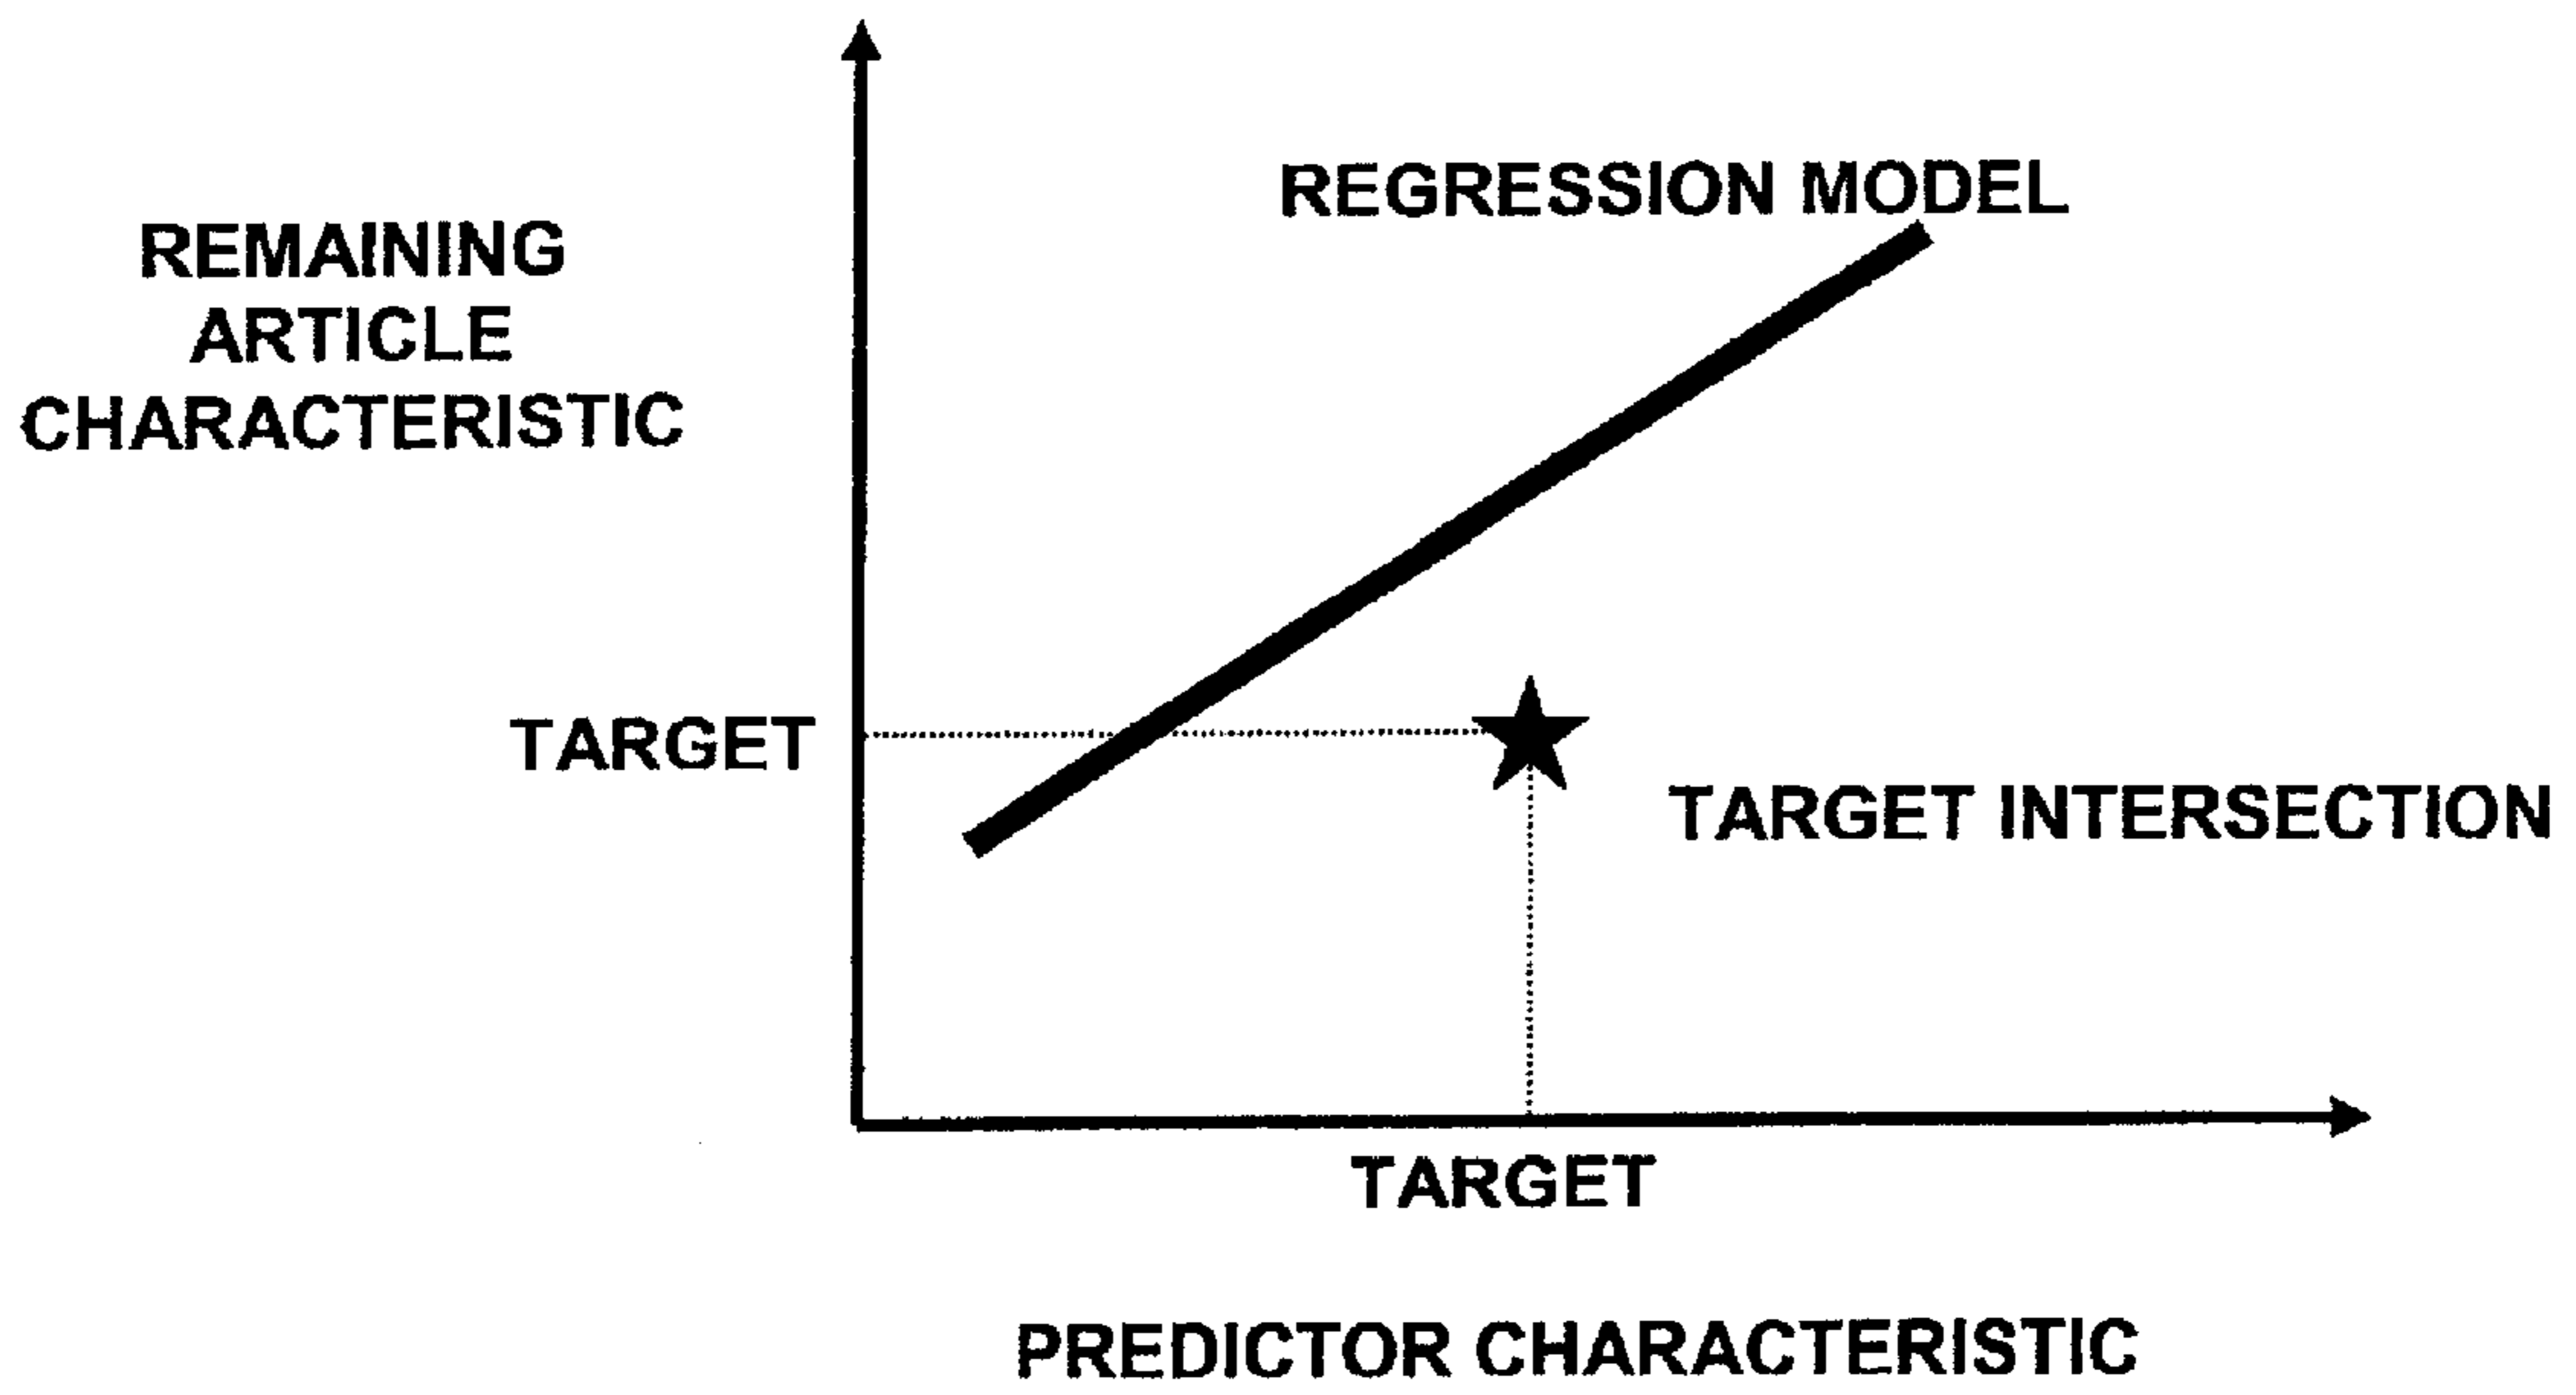 REGRESSION MODEL
REMAINING
ARTICLE
CHARACTERISTIC
TARGET
TARGET INTERSECTION
TARGET
PREDICTOR CHARACTERISTIC